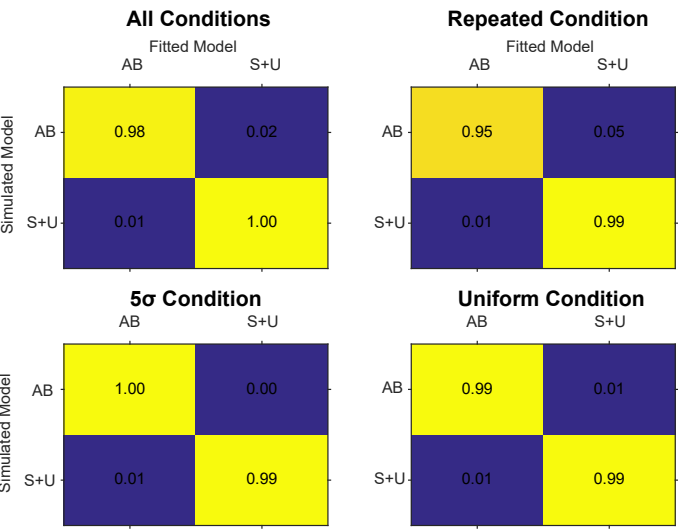 All Conditions
Fitted Model
AB S+U
Simulated Model
AB 0.98 0.02
S+U 0.01 1.00
Repeated Condition
Fitted Model
AB S+U
AB 0.95 0.05
S+U 0.01 0.99
5σ Condition
AB S+U
Simulated Model
AB 1.00 0.00
S+U 0.01 0.99
Uniform Condition
AB S+U
AB 0.99 0.01
S+U 0.01 0.99